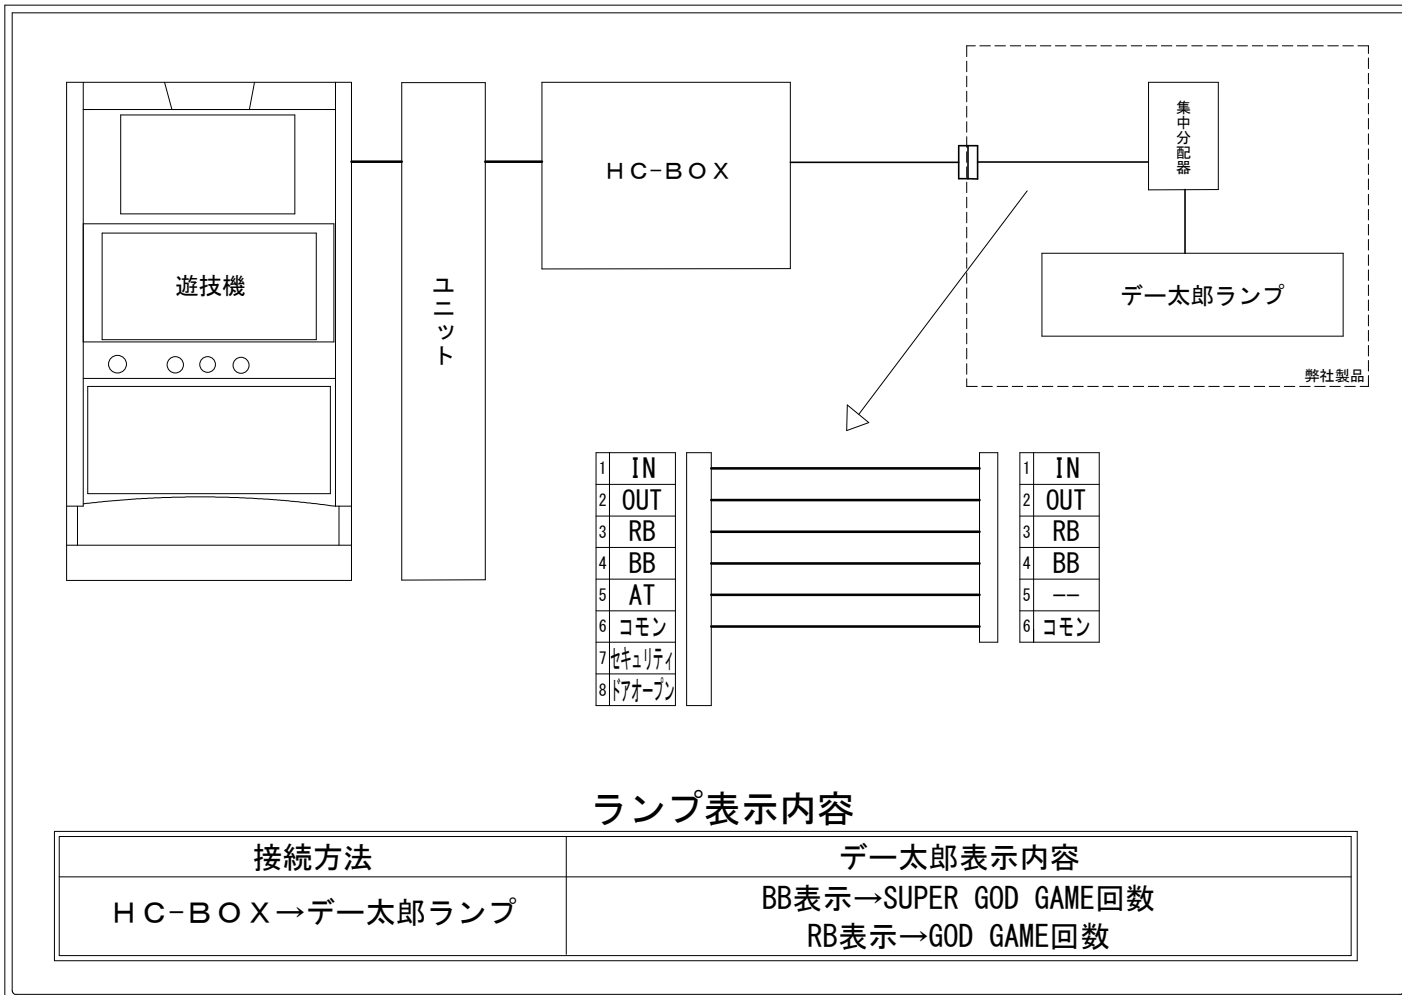 集中分配器
HC-BOX
遊技機
ユニット
デー太郎ランプ
弊社製品
1 IN
2 OUT
3 RB
4 BB
5 AT
6 コモン
7 セキュリティ
8 ドアオープン
1 IN
2 OUT
3 RB
4 BB
5 --
6 コモン
ランプ表示内容
接続方法 デー太郎表示内容
HC-BOX→デー太郎ランプ
BB表示→SUPER GOD GAME回数
RB表示→GOD GAME回数